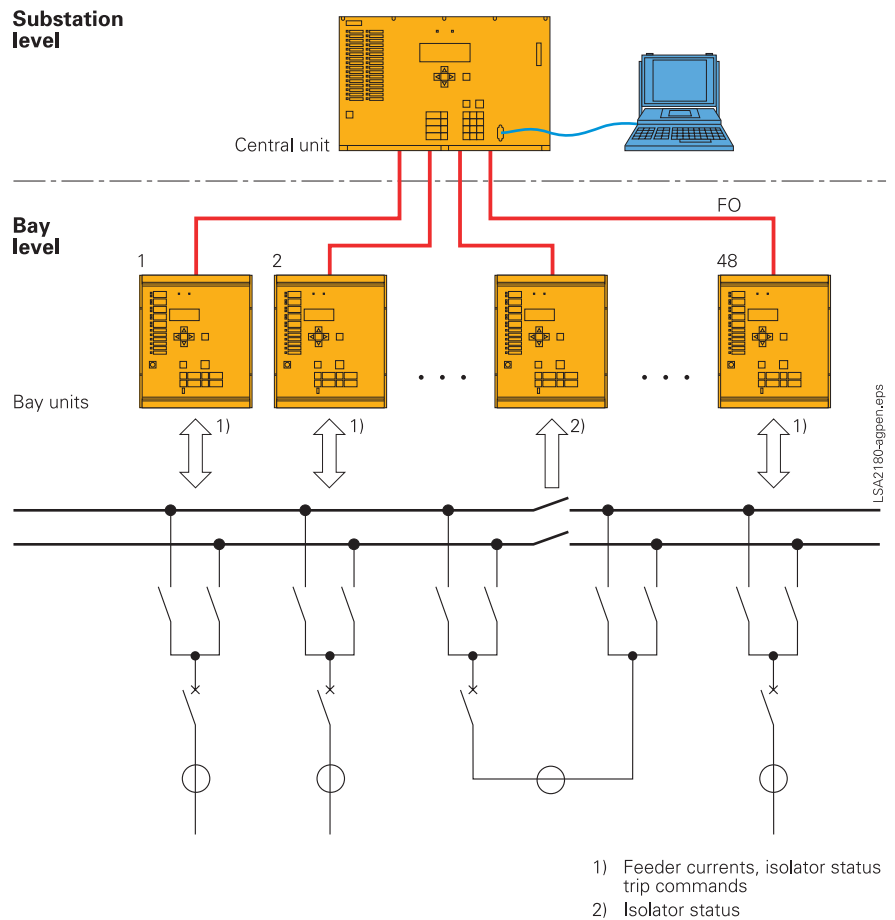 Substation
level
Central unit
FO
Bay
level
1
2
48
Bay units
1)
1)
2)
1)
LSA2180-agpen.eps
1) Feeder currents, isolator status
trip commands
2) Isolator status